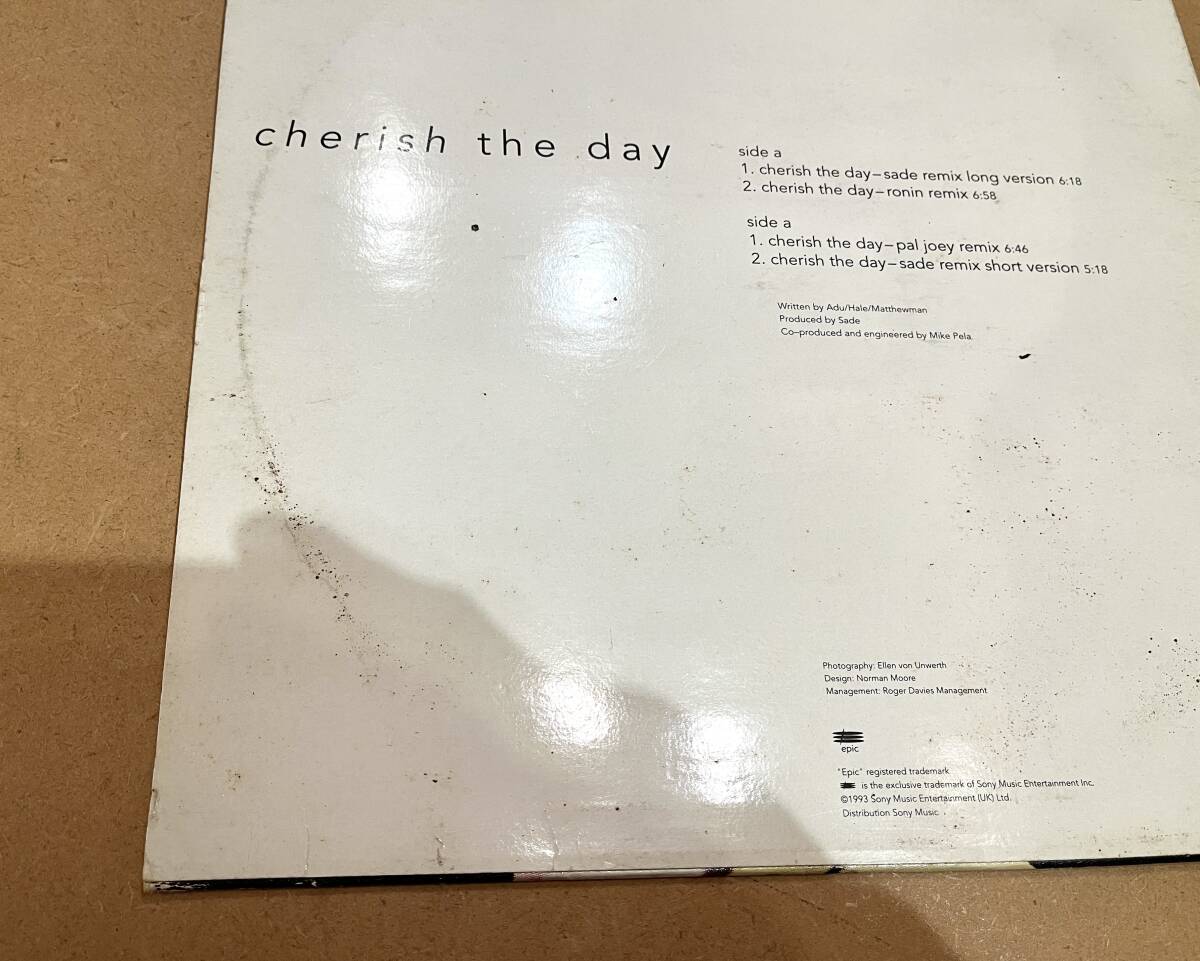 cherish the day
side a
1. cherish the day–sade remix long version 6:18
2. cherish the day–ronin remix 6:58
side a
1. cherish the day–pal joey remix 6:46
2. cherish the day–sade remix short version 5:18
Written by Adu/Hale/Matthewman
Produced by Sade
Co–produced and engineered by Mike Pela
Photography: Ellen von Unwerth
Design: Norman Moore
Management: Roger Davies Management
epic
"Epic" registered trademark
is the exclusive trademark of Sony Music Entertainment Inc.
©1993 Sony Music Entertainment (UK) Ltd.
Distribution Sony Music